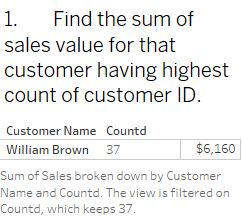 1. Find the sum of
sales value for that
customer having highest
count of customer ID.
Customer Name Countd
William Brown 37 $6,160
Sum of Sales broken down by Customer
Name and Countd. The view is filtered on
Countd, which keeps 37.